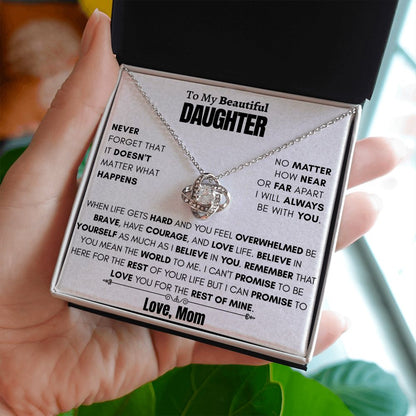 To My Beautiful
DAUGHTER
NEVER
FORGET THAT
IT DOESN'T
MATTER WHAT
HAPPENS
NO MATTER
HOW NEAR
OR FAR APART
I WILL ALWAYS
BE WITH YOU.
WHEN LIFE GETS HARD AND YOU FEEL OVERWHELMED BE
BRAVE, HAVE COURAGE, AND LOVE LIFE. BELIEVE IN
YOURSELF AS MUCH AS I BELIEVE IN YOU. REMEMBER THAT
YOU MEAN THE WORLD TO ME. I CAN'T PROMISE TO BE
HERE FOR THE REST OF YOUR LIFE BUT I CAN PROMISE TO
LOVE YOU FOR THE REST OF MINE.
Love, Mom